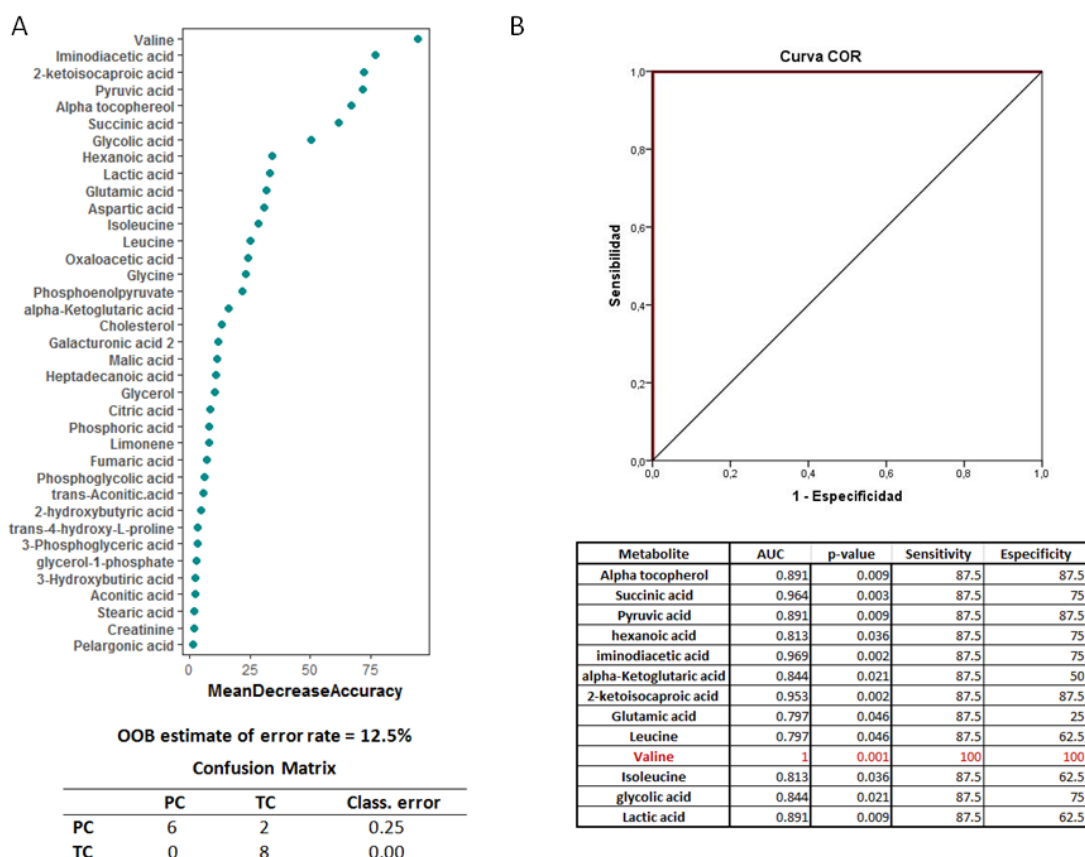 A
Valine
Iminodiacetic acid
2-ketoisocaproic acid
Pyruvic acid
Alpha tocophereol
Succinic acid
Glycolic acid
Hexanoic acid
Lactic acid
Glutamic acid
Aspartic acid
Isoleucine
Leucine
Oxaloacetic acid
Glycine
Phosphoenolpyruvate
alpha-Ketoglutaric acid
Cholesterol
Galacturonic acid 2
Malic acid
Heptadecanoic acid
Glycerol
Citric acid
Phosphoric acid
Limonene
Fumaric acid
Phosphoglycolic acid
trans-Aconitic.acid
2-hydroxybutyric acid
trans-4-hydroxy-L-proline
3-Phosphoglyceric acid
glycerol-1-phosphate
3-Hydroxybutiric acid
Aconitic acid
Stearic acid
Creatinine
Pelargonic acid
0 25 50 75
MeanDecreaseAccuracy
OOB estimate of error rate = 12.5%
Confusion Matrix
PC TC Class. error
PC 6 2 0.25
TC 0 8 0.00
B
Curva COR
Sensibilidad
1,0
0,8
0,6
0,4
0,2
0,0
0,0 0,2 0,4 0,6 0,8 1,0
1 - Especificidad
Metabolite AUC p-value Sensitivity Especificity
Alpha tocopherol 0.891 0.009 87.5 87.5
Succinic acid 0.964 0.003 87.5 75
Pyruvic acid 0.891 0.009 87.5 87.5
hexanoic acid 0.813 0.036 87.5 75
iminodiacetic acid 0.969 0.002 87.5 75
alpha-Ketoglutaric acid 0.844 0.021 87.5 50
2-ketoisocaproic acid 0.953 0.002 87.5 87.5
Glutamic acid 0.797 0.046 87.5 25
Leucine 0.797 0.046 87.5 62.5
Valine 1 0.001 100 100
Isoleucine 0.813 0.036 87.5 62.5
glycolic acid 0.844 0.021 87.5 75
Lactic acid 0.891 0.009 87.5 62.5